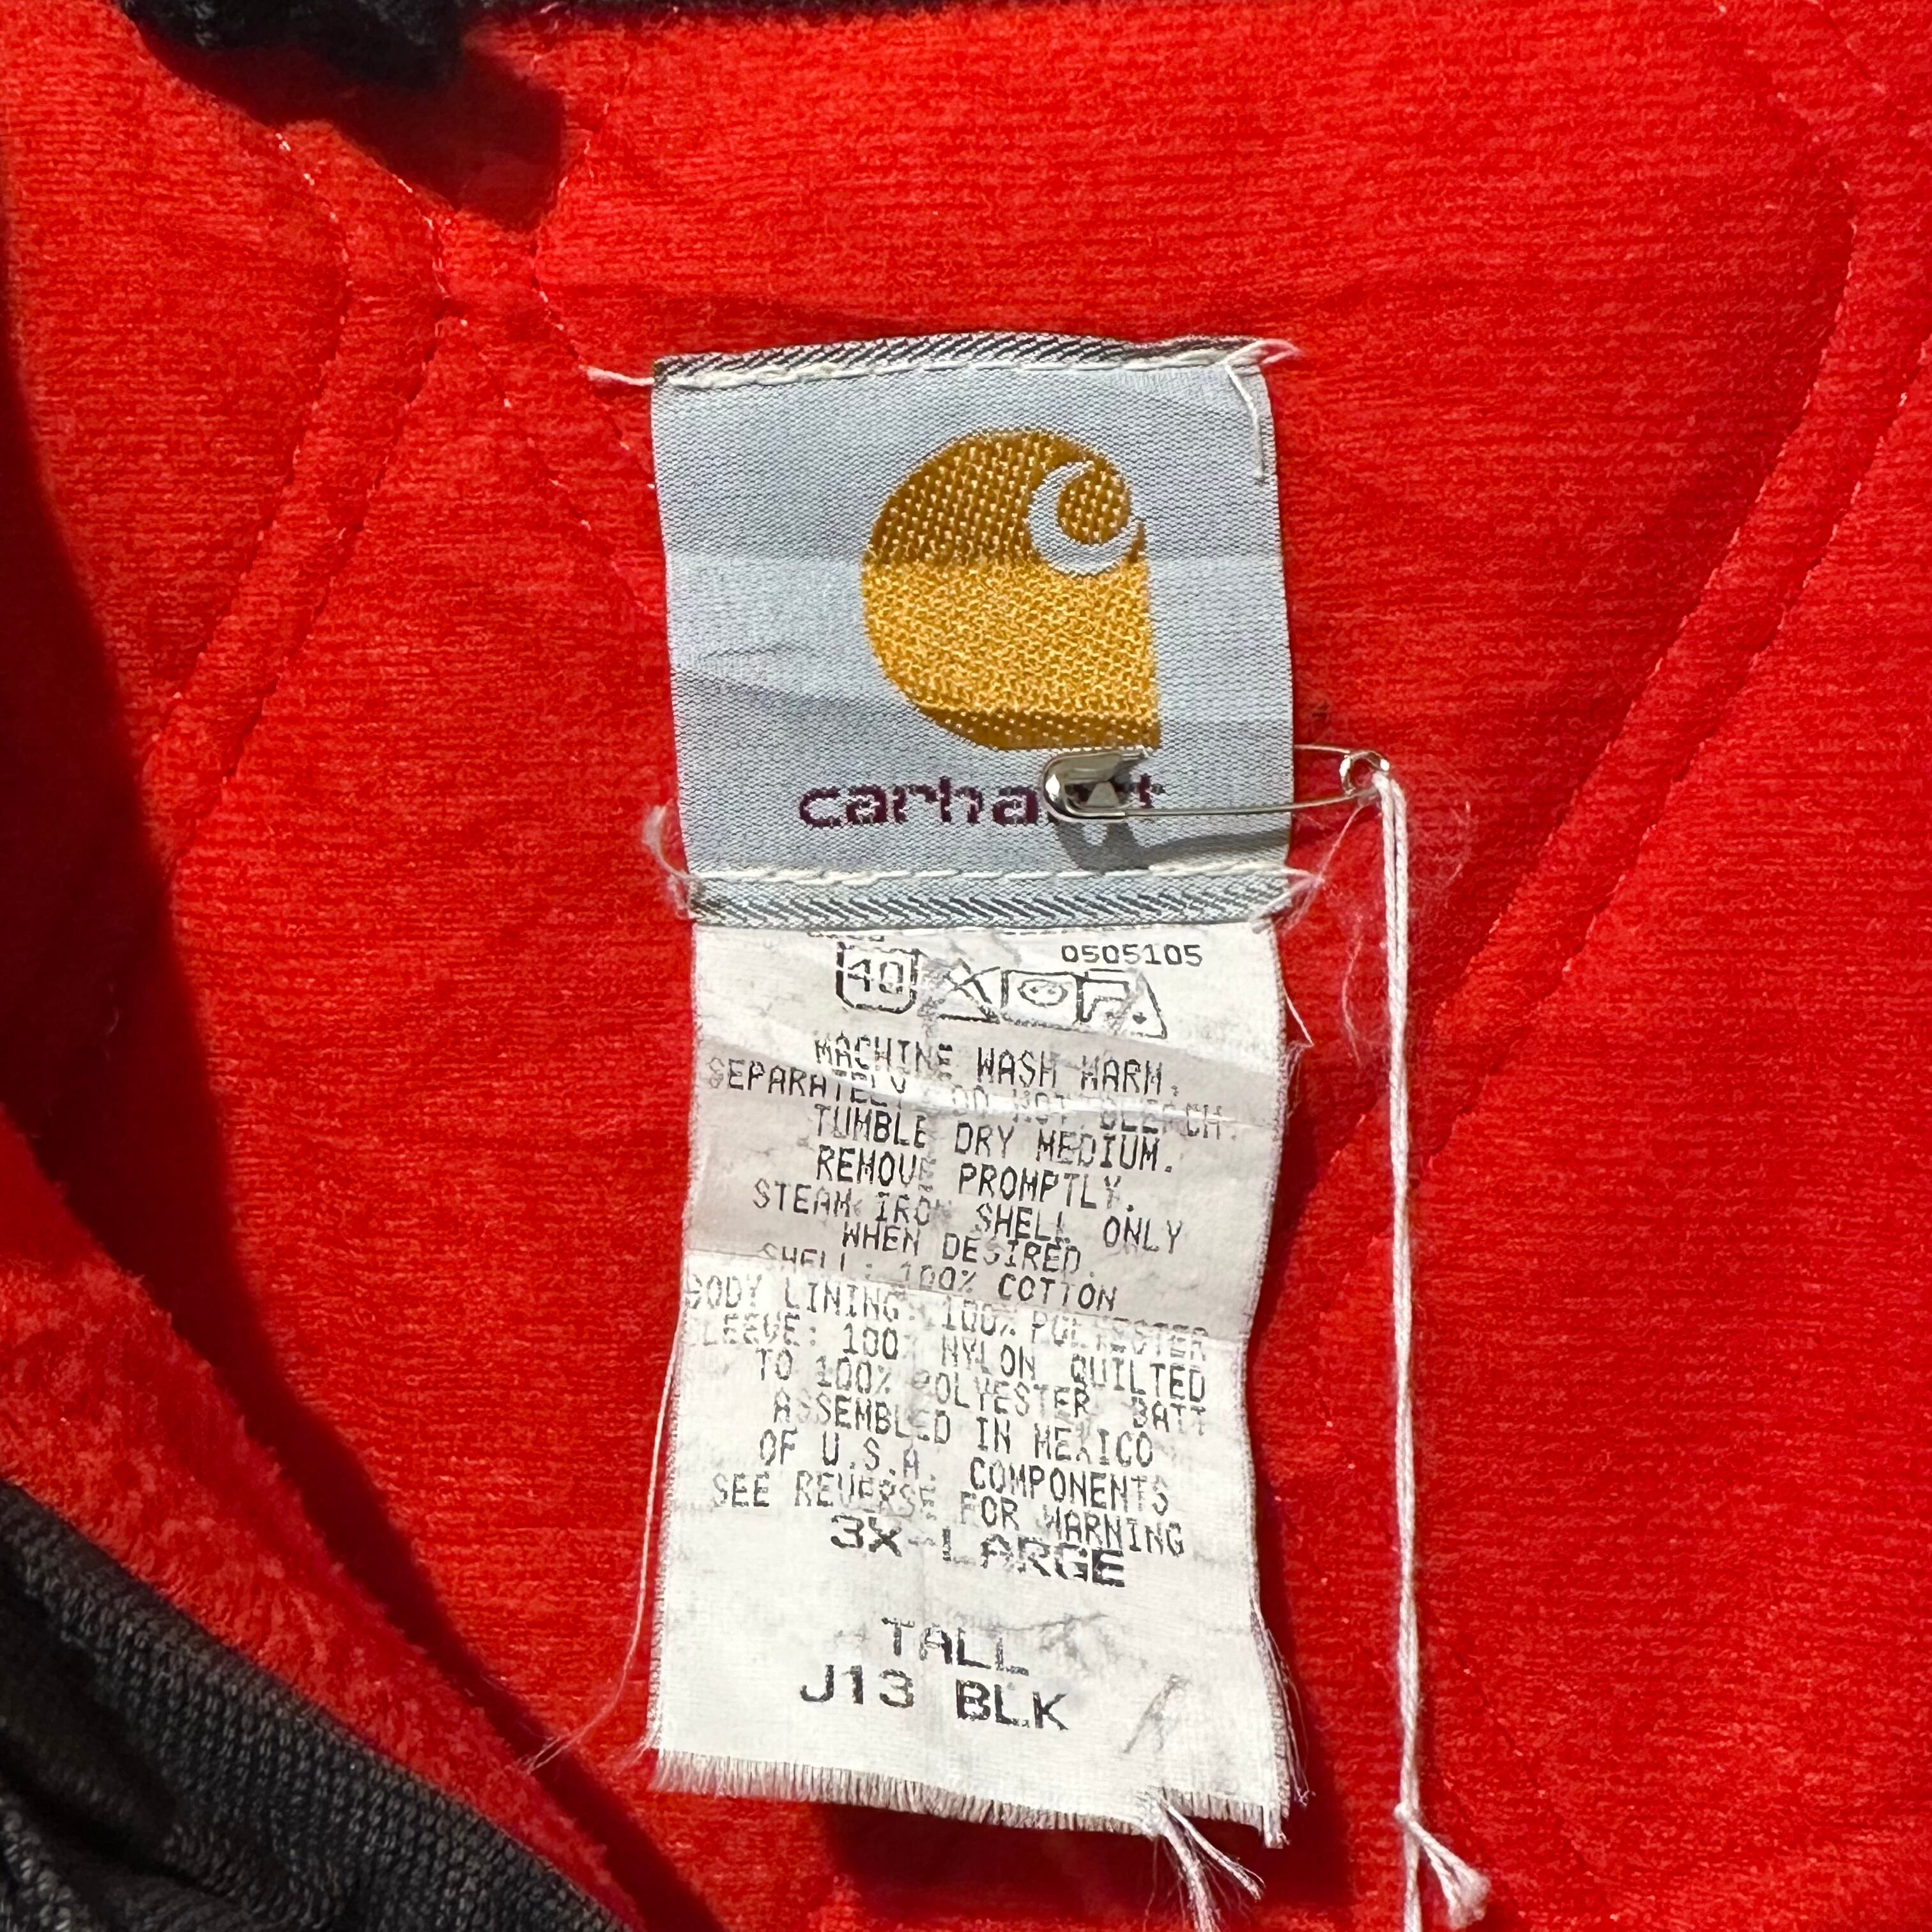 carhartt
0505105
40
MACHINE WASH WARM.
SEPARATELY. DO NOT BLEACH.
TUMBLE DRY MEDIUM.
REMOVE PROMPTLY.
STEAM IRON SHELL ONLY
WHEN DESIRED.
SHELL: 100% COTTON
BODY LINING: 100% POLYESTER
SLEEVE: 100% NYLON QUILTED
TO 100% POLYESTER BATT
ASSEMBLED IN MEXICO
OF U.S.A. COMPONENTS
SEE REVERSE FOR WARNING
3X-LARGE
TALL
J13 BLK